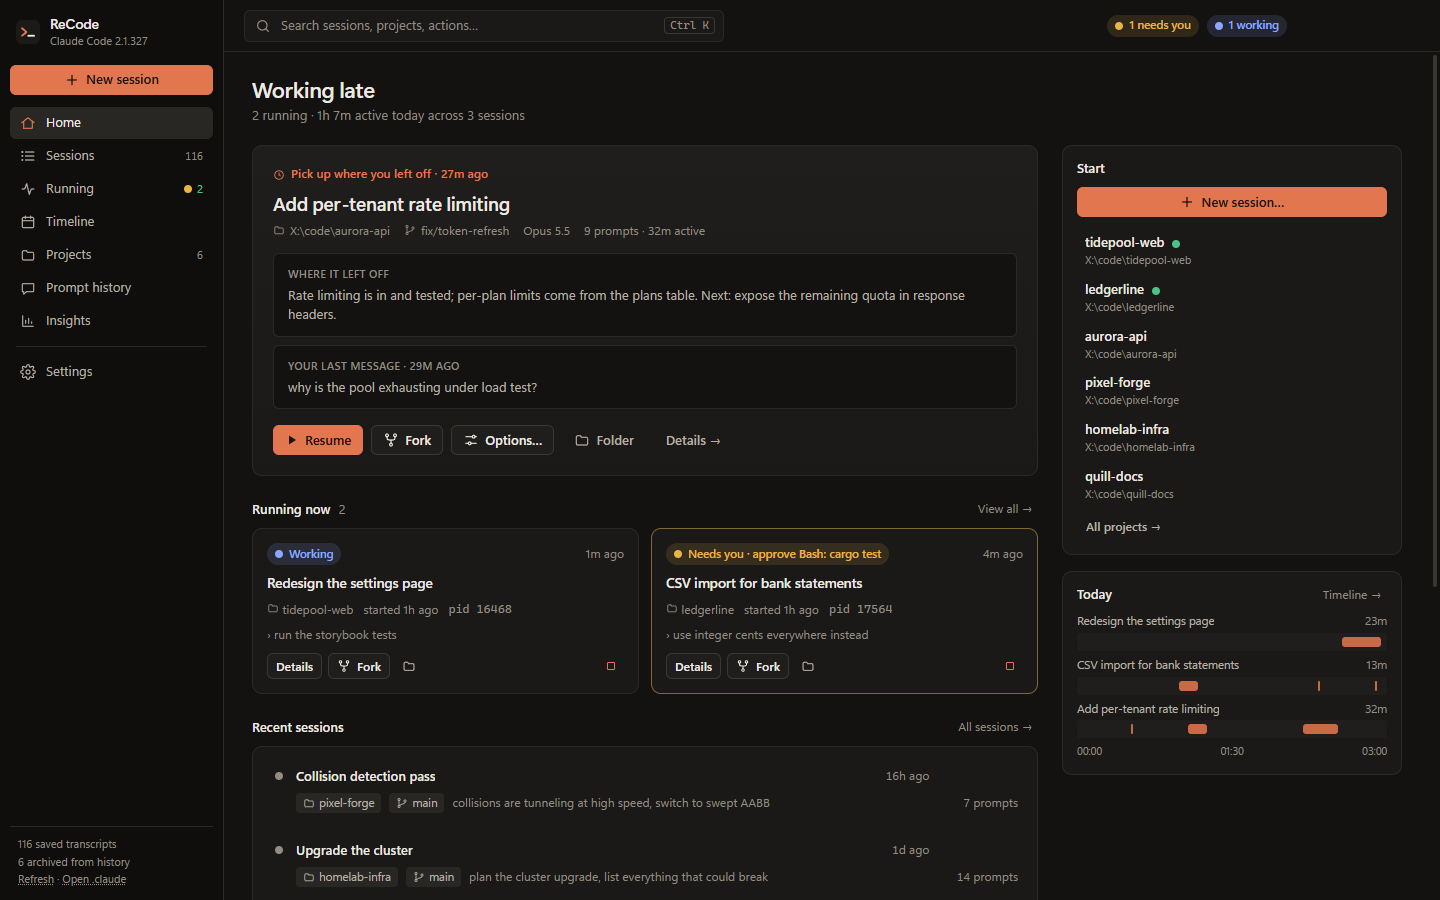 ReCode
Claude Code 2.1.327
New session
Home
Sessions 116
Running 2
Timeline
Projects 6
Prompt history
Insights
Settings
116 saved transcripts
6 archived from history
Refresh · Open .claude
Search sessions, projects, actions... Ctrl K
1 needs you 1 working
Working late
2 running · 1h 7m active today across 3 sessions
Pick up where you left off · 27m ago
Add per-tenant rate limiting
X:\code\aurora-api fix/token-refresh Opus 5.5 9 prompts · 32m active
WHERE IT LEFT OFF
Rate limiting is in and tested; per-plan limits come from the plans table. Next: expose the remaining quota in response
headers.
YOUR LAST MESSAGE · 29M AGO
why is the pool exhausting under load test?
Resume Fork Options... Folder Details →
Running now 2 View all →
Working 1m ago
Redesign the settings page
tidepool-web started 1h ago pid 16468
› run the storybook tests
Details Fork
Needs you · approve Bash: cargo test 4m ago
CSV import for bank statements
ledgerline started 1h ago pid 17564
› use integer cents everywhere instead
Details Fork
Recent sessions All sessions →
Collision detection pass 16h ago
pixel-forge main collisions are tunneling at high speed, switch to swept AABB 7 prompts
Upgrade the cluster 1d ago
homelab-infra main plan the cluster upgrade, list everything that could break 14 prompts
Start
New session...
tidepool-web
X:\code\tidepool-web
ledgerline
X:\code\ledgerline
aurora-api
X:\code\aurora-api
pixel-forge
X:\code\pixel-forge
homelab-infra
X:\code\homelab-infra
quill-docs
X:\code\quill-docs
All projects →
Today Timeline →
Redesign the settings page 23m
CSV import for bank statements 13m
Add per-tenant rate limiting 32m
00:00 01:30 03:00